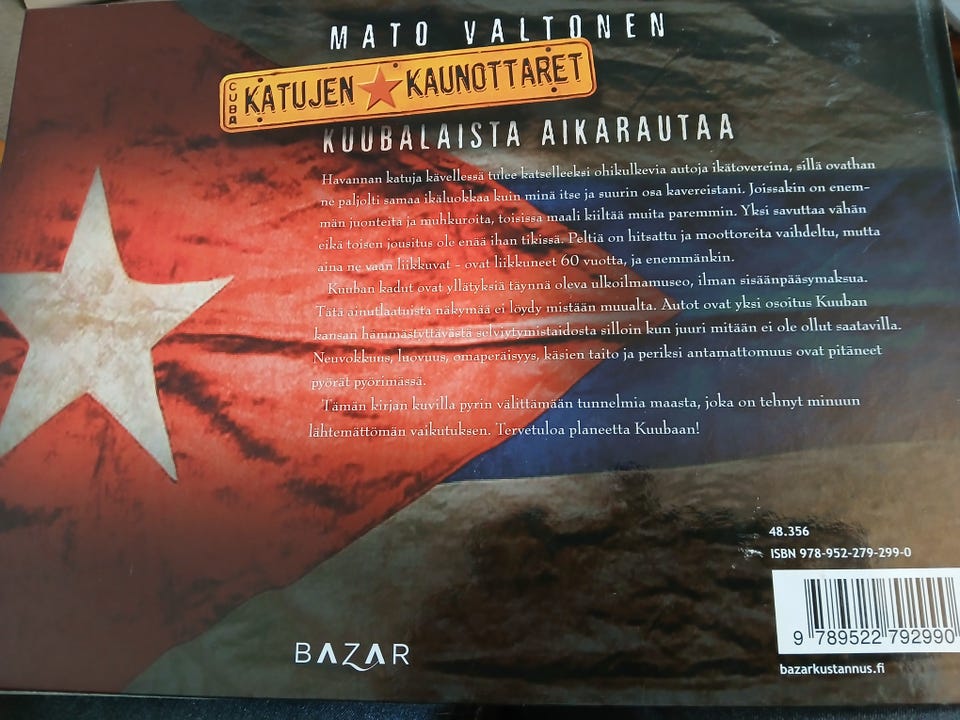 MATO VALTONEN
CUBA KATUJEN KAUNOTTARET
KUUBALAISTA AIKARAUTAA
Havannan katuja kävellessä tulee katselleeksi ohikulkevia autoja ikätovereina, sillä ovathan
ne paljolti samaa ikäluokkaa kuin minä itse ja suurin osa kavereistani. Joissakin on enem-
män juonteita ja muhkuroita, toisissa maali kiiltää muita paremmin. Yksi savuttaa vähän
eikä toisen jousitus ole enää ihan tikissä. Peltiä on hitsattu ja moottoreita vaihdeltu, mutta
aina ne vaan liikkuvat – ovat liikkuneet 60 vuotta, ja enemmänkin.
Kuuban kadut ovat yllätyksiä täynnä oleva ulkoilmamuseo, ilman sisäänpääsymaksua.
Tätä ainutlaatuista näkymää ei löydy mistään muualta. Autot ovat yksi osoitus Kuuban
kansan hämmästyttävästä selviytymistaidosta silloin kun juuri mitään ei ole ollut saatavilla.
Neuvokkuus, luovuus, omaperäisyys, käsien taito ja periksi antamattomuus ovat pitäneet
pyörät pyörimässä.
Tämän kirjan kuvilla pyrin välittämään tunnelmia maasta, joka on tehnyt minuun
lähtemättömän vaikutuksen. Tervetuloa planeetta Kuubaan!
48.356
ISBN 978-952-279-299-0
9 789522 792990
BAZAR
bazarkustannus.fi